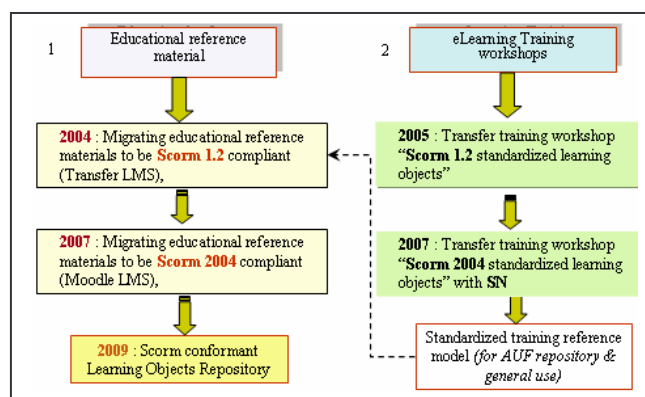 1
Educational reference
material
2004 : Migrating educational reference
materials to be Scorm 1.2 compliant
(Transfer LMS),
2007 : Migrating educational reference
materials to be Scorm 2004 compliant
(Moodle LMS),
2009 : Scorm conformant
Learning Objects Repository
2
eLearning Training
workshops
2005 : Transfer training workshop
“Scorm 1.2 standardized learning
objects”
2007 : Transfer training workshop
“Scorm 2004 standardized learning
objects” with SN
Standardized training reference
model (for AUF repository &
general use)